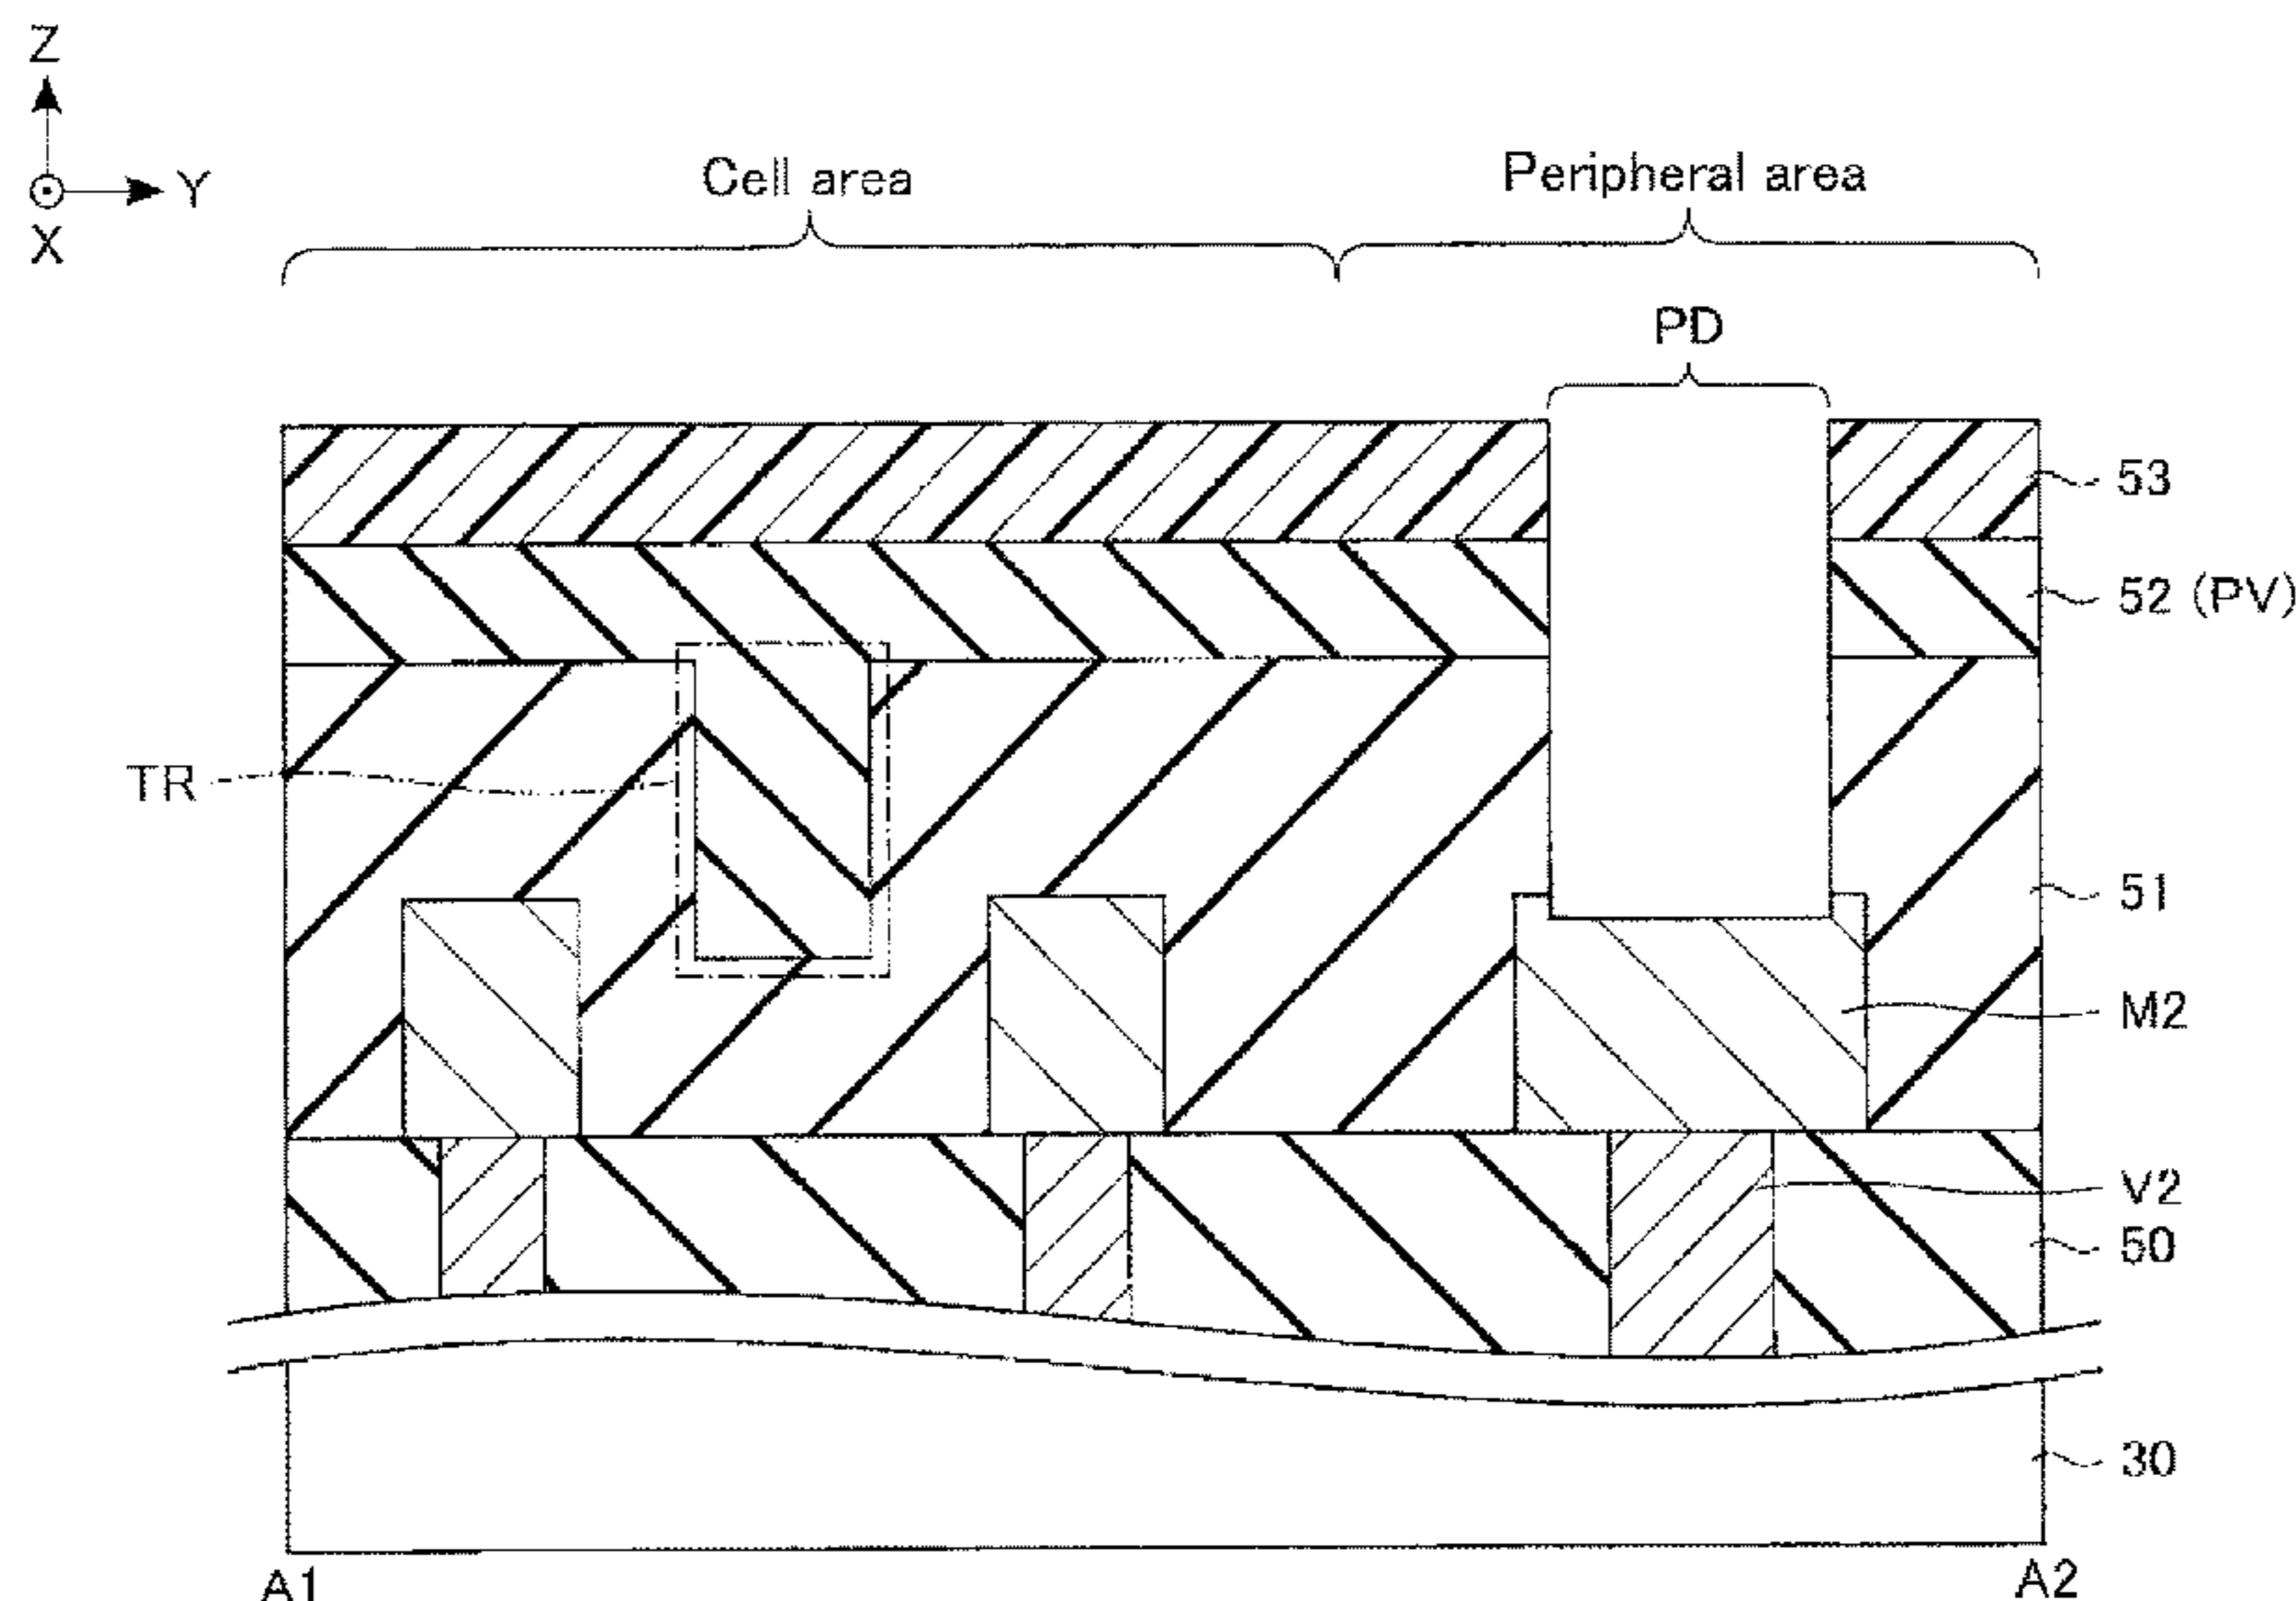 Z
Y
X
Cell area
Peripheral area
PD
53
52 (PV)
TR
51
M2
V2
50
30
A1
A2